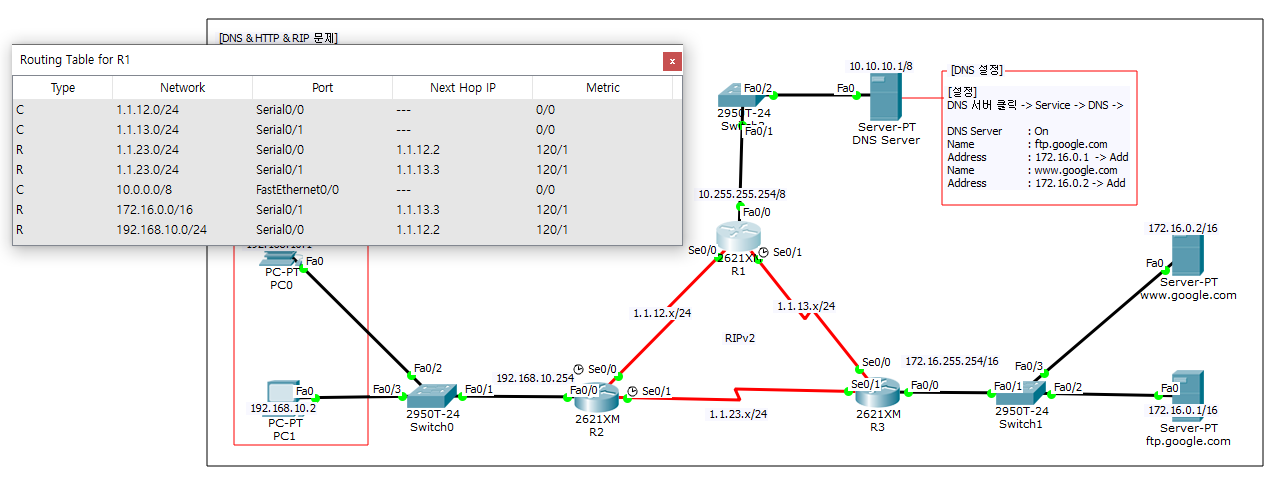 [DNS & HTTP & RIP 문제]
Routing Table for R1
x
Type Network Port Next Hop IP Metric
C 1.1.12.0/24 Serial0/0 --- 0/0
C 1.1.13.0/24 Serial0/1 --- 0/0
R 1.1.23.0/24 Serial0/0 1.1.12.2 120/1
R 1.1.23.0/24 Serial0/1 1.1.13.3 120/1
C 10.0.0.0/8 FastEthernet0/0 --- 0/0
R 172.16.0.0/16 Serial0/1 1.1.13.3 120/1
R 192.168.10.0/24 Serial0/0 1.1.12.2 120/1
10.10.10.1/8
Fa0/2
Fa0
2950T-24
Fa0/1
Server-PT
DNS Server
[DNS 설정]
[설정]
DNS 서버 클릭 -> Service -> DNS ->
DNS Server : On
Name : ftp.google.com
Address : 172.16.0.1 -> Add
Name : www.google.com
Address : 172.16.0.2 -> Add
10.255.255.254/8
Fa0/0
Se0/0
Se0/1
2621XM
R1
Fa0
PC-PT
PC0
1.1.12.x/24
1.1.13.x/24
RIPv2
172.16.0.2/16
Fa0
Server-PT
www.google.com
Fa0
192.168.10.2
PC-PT
PC1
Fa0/2
Fa0/3
Fa0/1
2950T-24
Switch0
192.168.10.254
Fa0/0
Se0/0
Se0/1
2621XM
R2
1.1.23.x/24
Se0/0
Se0/1
Fa0/0
2621XM
R3
172.16.255.254/16
Fa0/3
Fa0/1
Fa0/2
2950T-24
Switch1
Fa0
172.16.0.1/16
Server-PT
ftp.google.com